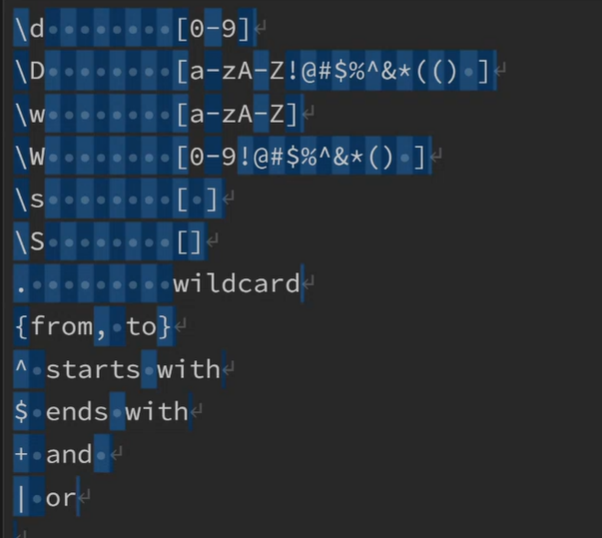 \d        [0-9]
\D        [a-zA-Z!@#$%^&*(() ]
\w        [a-zA-Z]
\W        [0-9!@#$%^&*() ]
\s        [ ]
\S        []
.         wildcard
{from, to}
^ starts with
$ ends with
+ and 
| or